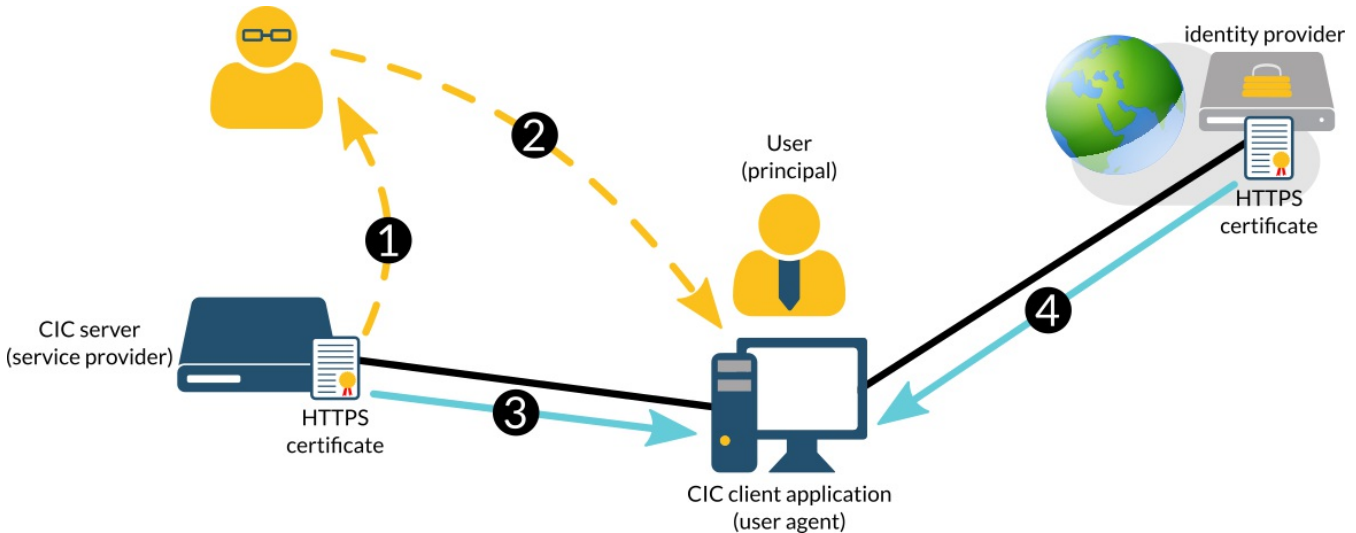 identity provider
2
User
(principal)
HTTPS
certificate
1
4
CIC server
(service provider)
3
HTTPS
certificate
CIC client application
(user agent)